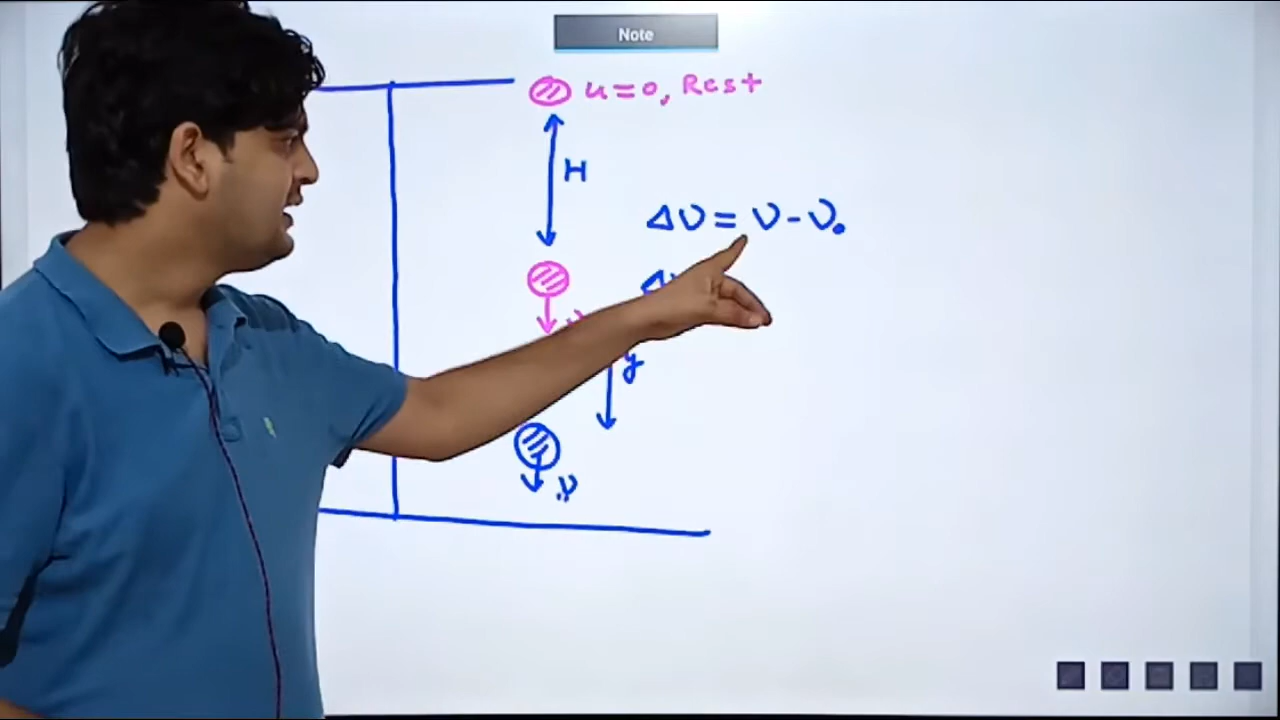 Note
u=0, Rest
H
Δv = v - v₀
y
v